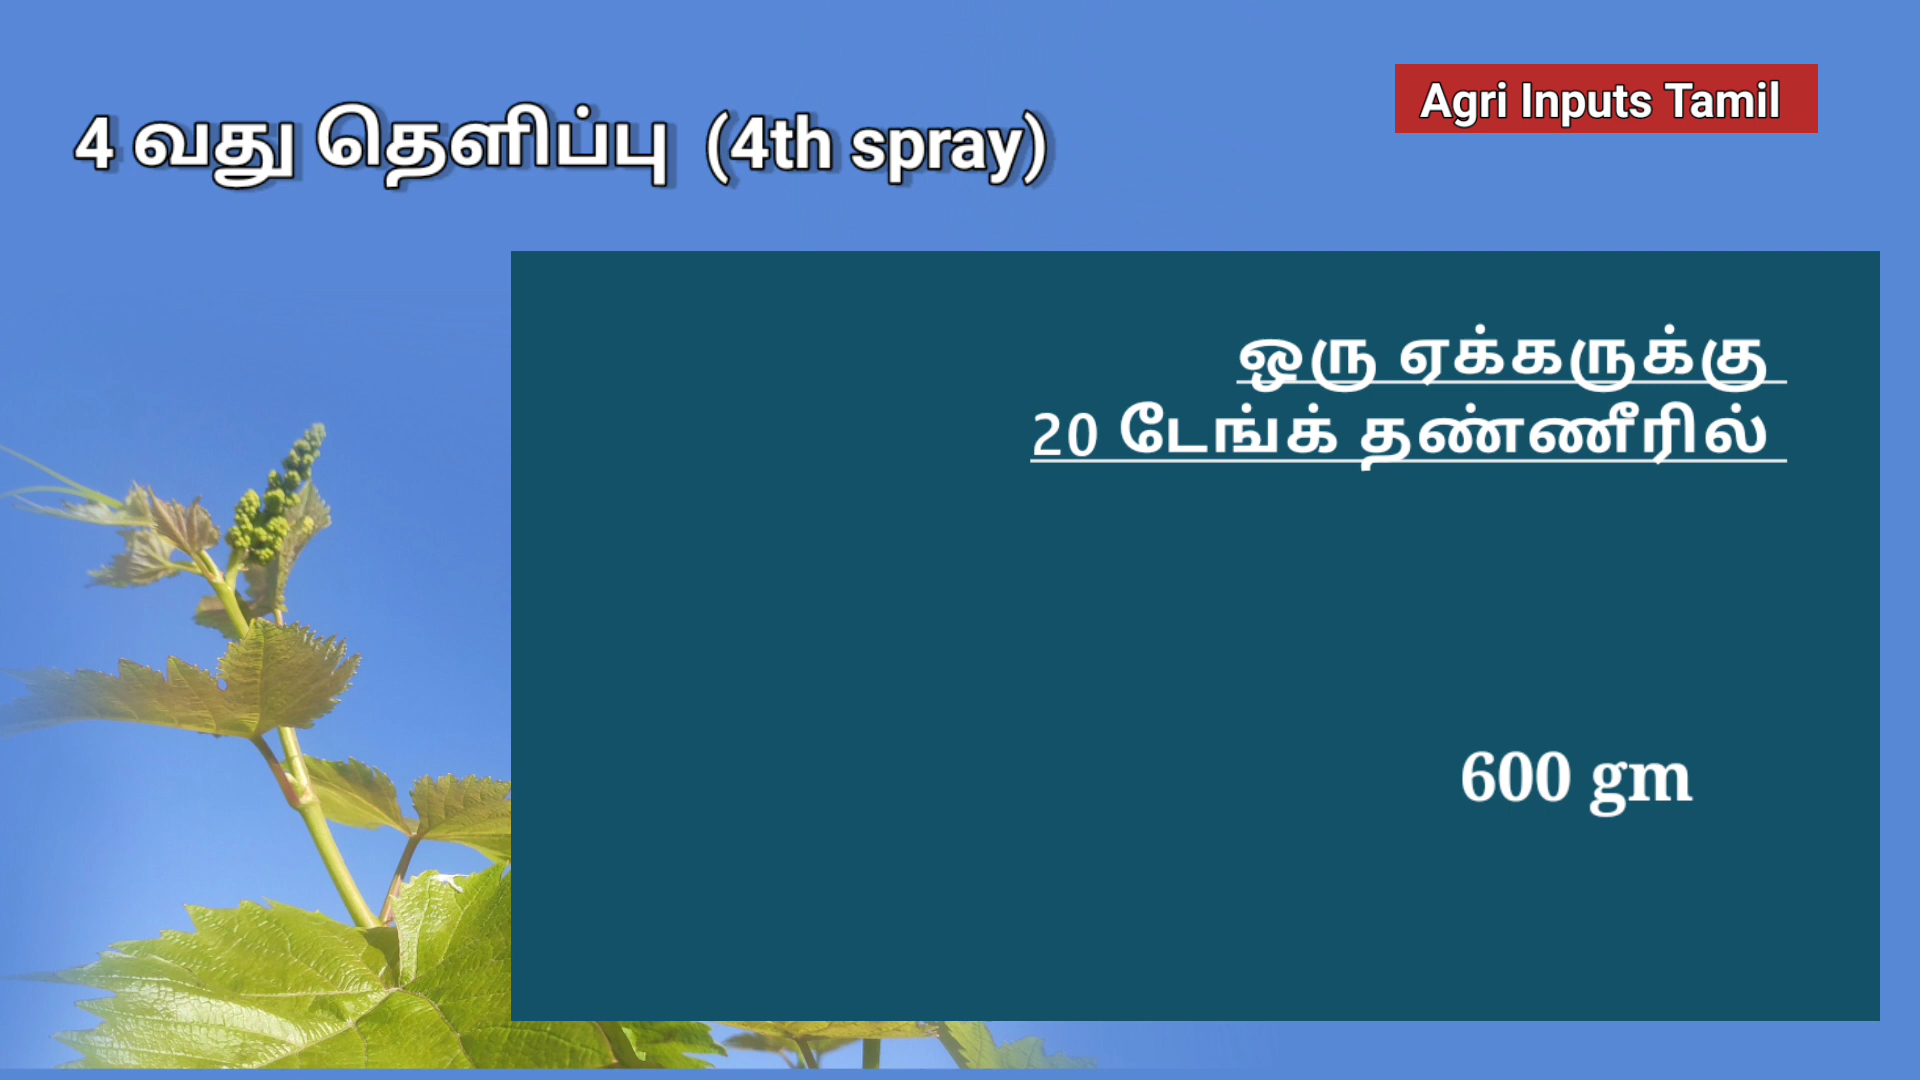 Agri Inputs Tamil
4 வது தெளிப்பு (4th spray)
ஒரு ஏக்கருக்கு
20 டேங்க் தண்ணீரில்
600 gm